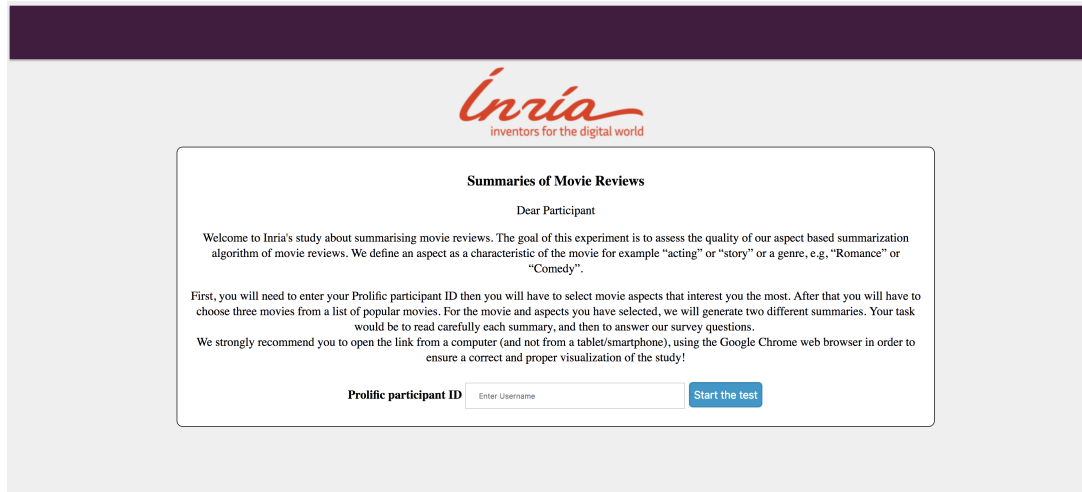 Inría
inventors for the digital world
Summaries of Movie Reviews
Dear Participant
Welcome to Inria's study about summarising movie reviews. The goal of this experiment is to assess the quality of our aspect based summarization
algorithm of movie reviews. We define an aspect as a characteristic of the movie for example “acting” or “story” or a genre, e.g, “Romance” or
“Comedy”.
First, you will need to enter your Prolific participant ID then you will have to select movie aspects that interest you the most. After that you will have to
choose three movies from a list of popular movies. For the movie and aspects you have selected, we will generate two different summaries. Your task
would be to read carefully each summary, and then to answer our survey questions.
We strongly recommend you to open the link from a computer (and not from a tablet/smartphone), using the Google Chrome web browser in order to
ensure a correct and proper visualization of the study!
Prolific participant ID Enter Username Start the test